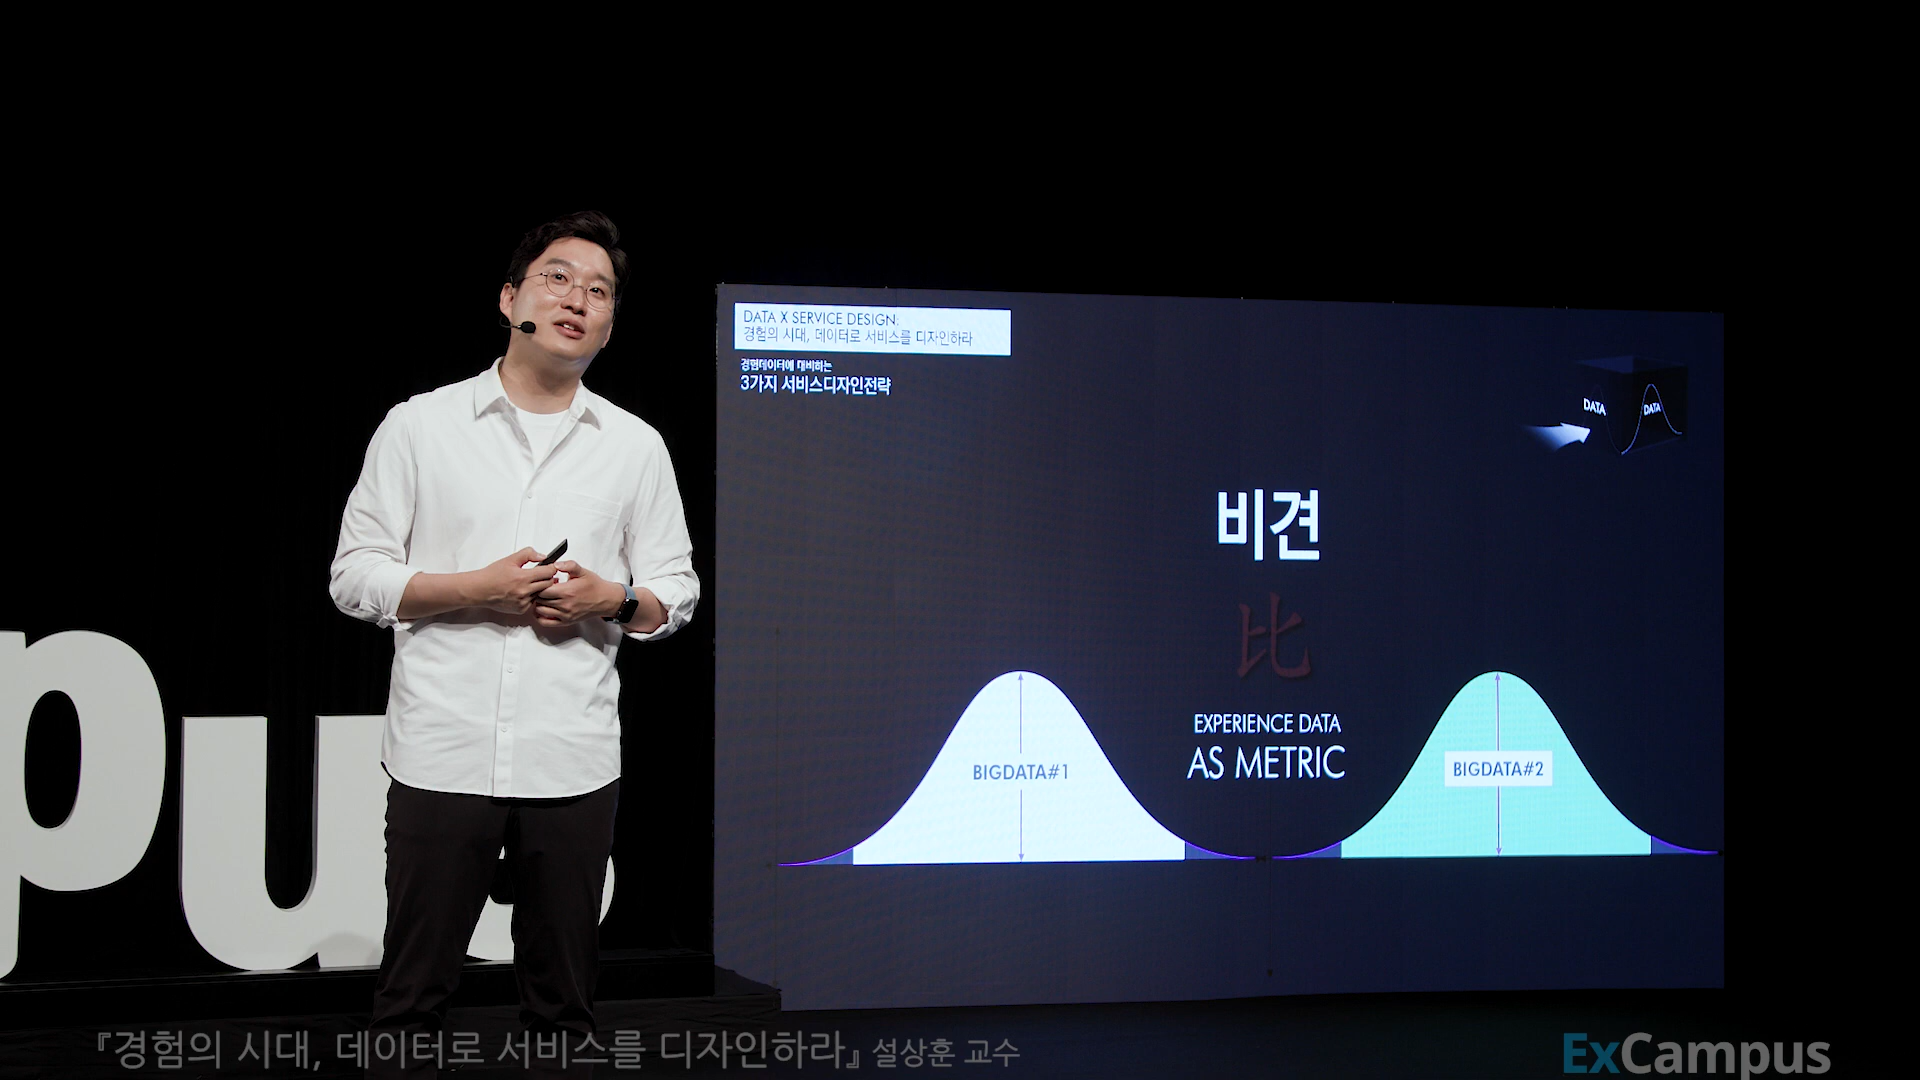 DATA X SERVICE DESIGN:
경험의 시대, 데이터로 서비스를 디자인하라
경험데이터에 대비하는
3가지 서비스디자인전략
DATA
DATA
비견
比
EXPERIENCE DATA
AS METRIC
BIGDATA#1
BIGDATA#2
pus
『경험의 시대, 데이터로 서비스를 디자인하라』 설상훈 교수
ExCampus